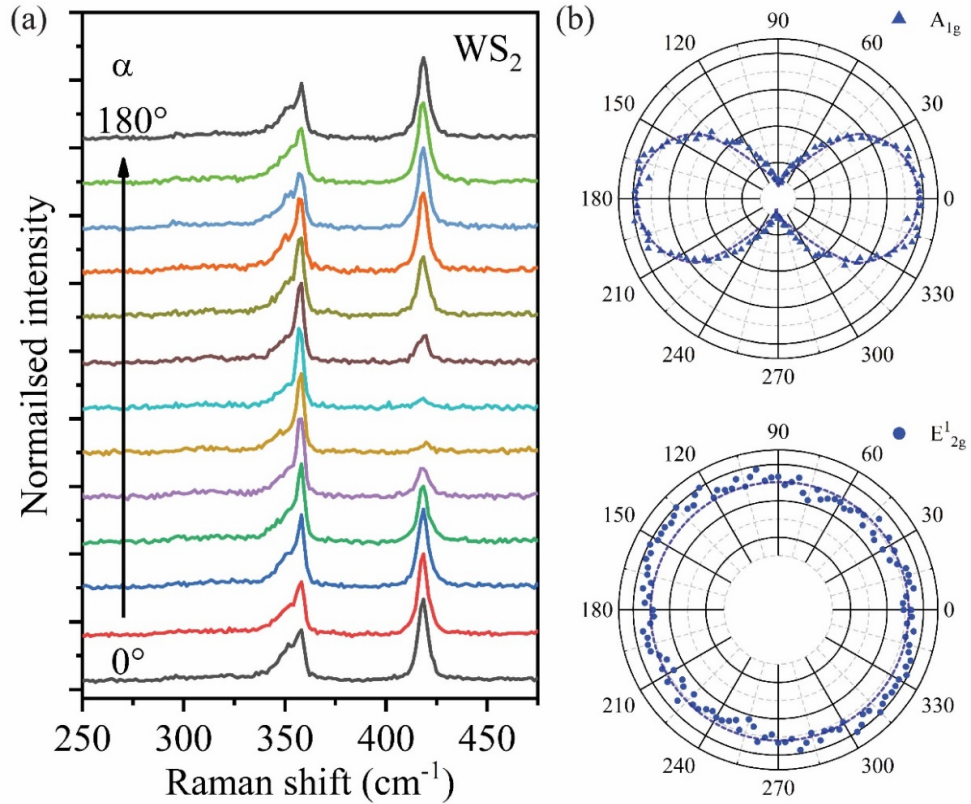 (a)
WS2
α
180°
0°
Normailsed intensity
250 300 350 400 450
Raman shift (cm-1)
(b)
A1g
90
120 60
150 30
180 0
210 330
240 300
270
E12g
90
120 60
150 30
180 0
210 330
240 300
270